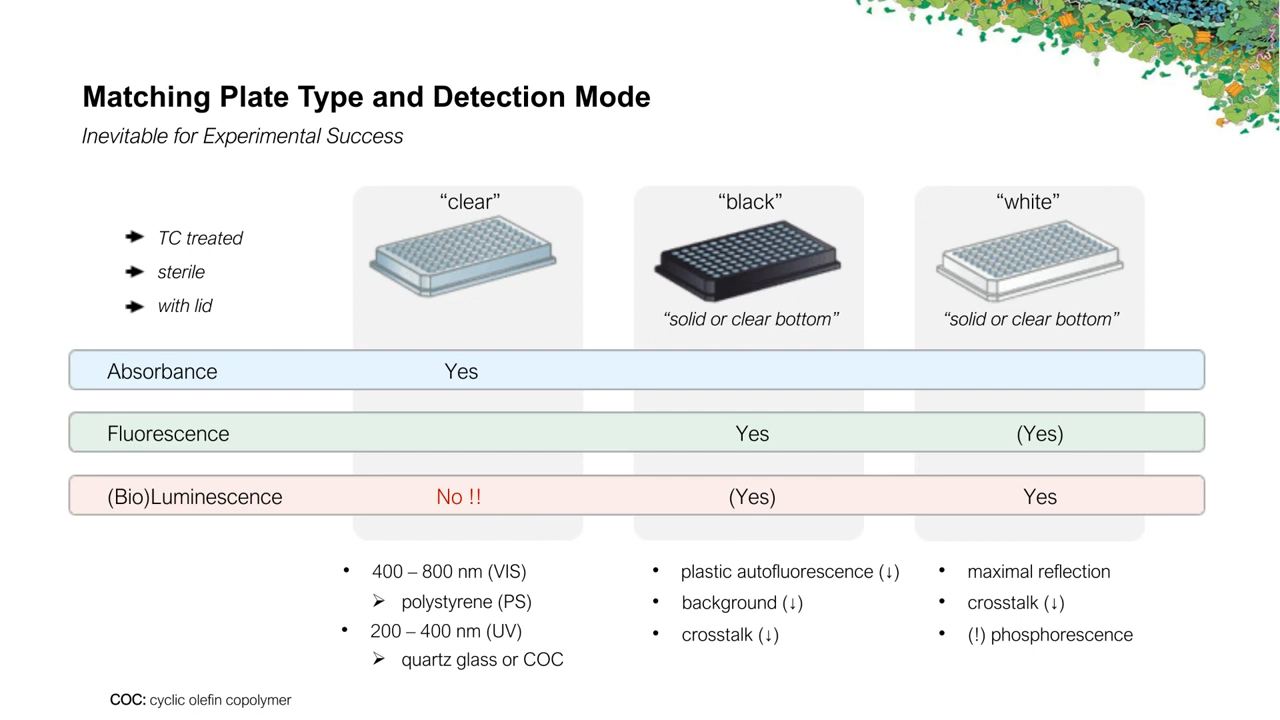 Matching Plate Type and Detection Mode
Inevitable for Experimental Success
“clear”
“black”
“white”
TC treated
sterile
with lid
“solid or clear bottom”
“solid or clear bottom”
Absorbance
Yes
Fluorescence
Yes
(Yes)
(Bio)Luminescence
No !!
(Yes)
Yes
• 400 – 800 nm (VIS)
➢ polystyrene (PS)
• 200 – 400 nm (UV)
➢ quartz glass or COC
• plastic autofluorescence (↓)
• background (↓)
• crosstalk (↓)
• maximal reflection
• crosstalk (↓)
• (!) phosphorescence
COC: cyclic olefin copolymer